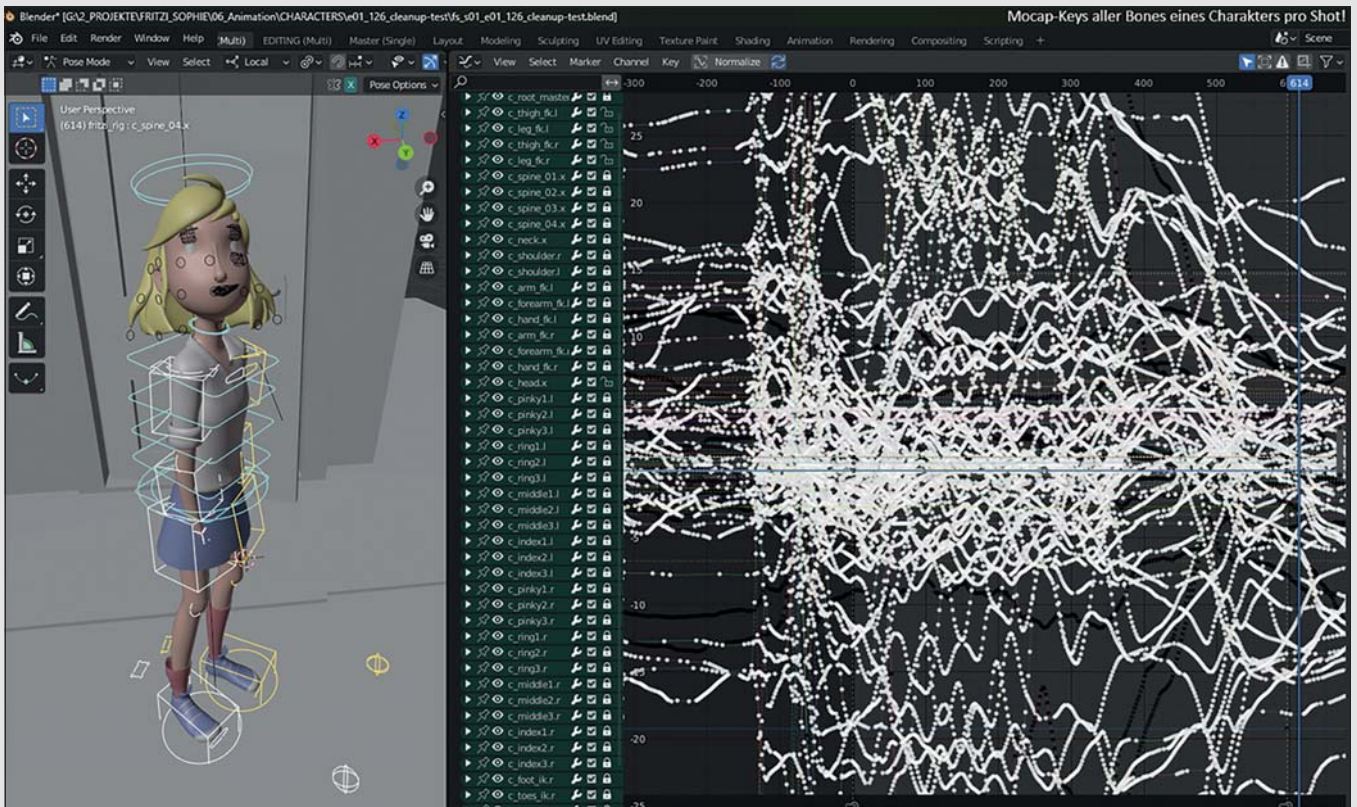 Blender* [G:\2_PROJEKTE\FRITZI_SOPHIE\06_Animation\CHARACTERS\e01_126_cleanup-test\fs_s01_e01_126_cleanup-test.blend]
Mocap-Keys aller Bones eines Charakters pro Shot!
File Edit Render Window Help (Multi) EDITING (Multi) Master (Single) Layout Modeling Sculpting UV Editing Texture Paint Shading Animation Rendering Compositing Scripting + Scene
Pose Mode View Select Local
View Select Marker Channel Key Normalize
X Pose Options
-300 -200 -100 0 100 200 300 400 500 614
User Perspective
(614) fritzi_rig : c_spine_04.x
Z
X
Y
c_root_master
c_thigh_fk.l
c_leg_fk.l
c_thigh_fk.r
c_leg_fk.r
c_spine_01.x
c_spine_02.x
c_spine_03.x
c_spine_04.x
c_neck.x
c_shoulder.r
c_shoulder.l
c_arm_fk.l
c_forearm_fk.l
c_hand_fk.l
c_arm_fk.r
c_forearm_fk.r
c_hand_fk.r
c_head.x
c_pinky1.l
c_pinky2.l
c_pinky3.l
c_ring1.l
c_ring2.l
c_ring3.l
c_middle1.l
c_middle2.l
c_middle3.l
c_index1.l
c_index2.l
c_index3.l
c_pinky1.r
c_pinky2.r
c_pinky3.r
c_ring1.r
c_ring2.r
c_ring3.r
c_middle1.r
c_middle2.r
c_middle3.r
c_index1.r
c_index2.r
c_index3.r
c_foot_ik.r
c_toes_ik.r
25
20
15
10
-5
-10
-15
-20
-25